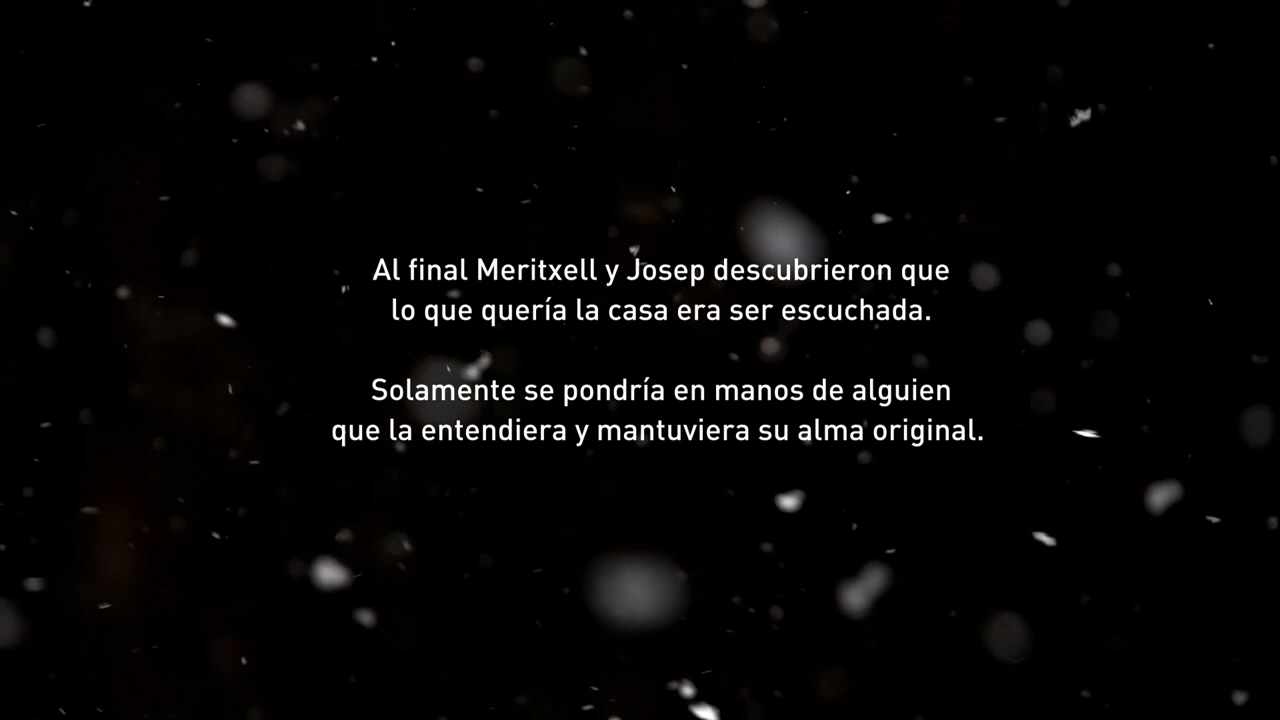 Al final Meritxell y Josep descubrieron que
lo que quería la casa era ser escuchada.
Solamente se pondría en manos de alguien
que la entendiera y mantuviera su alma original.